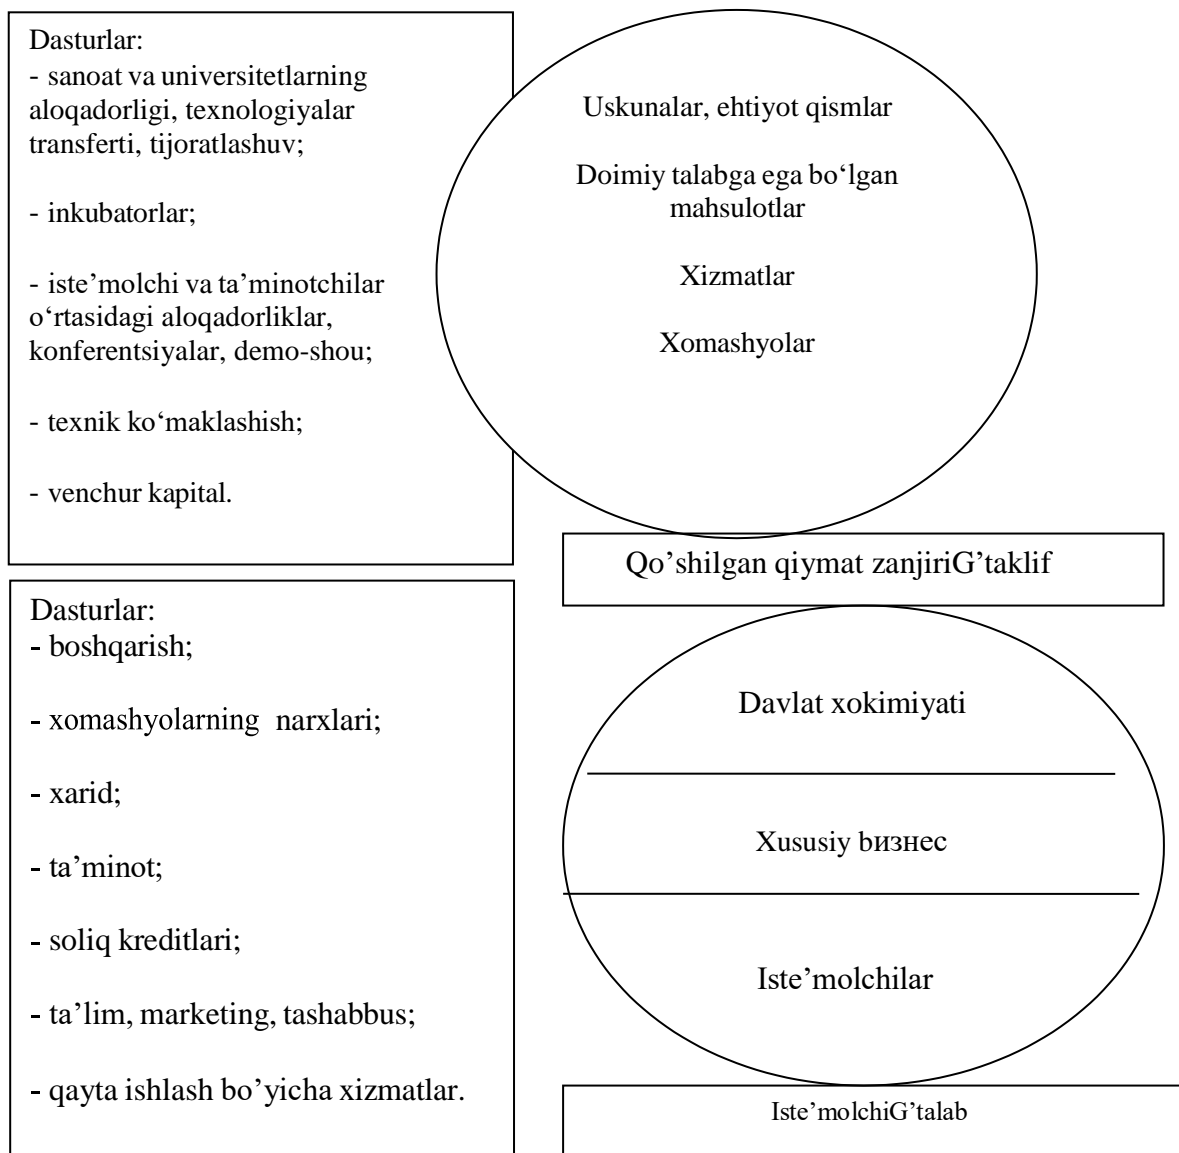 Dasturlar:
- sanoat va universitetlarning
aloqadorligi, texnologiyalar
transferti, tijoratlashuv;
- inkubatorlar;
- iste’molchi va ta’minotchilar
o‘rtasidagi aloqadorliklar,
konferentsiyalar, demo-shou;
- texnik ko‘maklashish;
- venchur kapital.
Uskunalar, ehtiyot qismlar
Doimiy talabga ega bo‘lgan
mahsulotlar
Xizmatlar
Xomashyolar
Qo’shilgan qiymat zanjiriG’taklif
Dasturlar:
- boshqarish;
- xomashyolarning narxlari;
- xarid;
- ta’minot;
- soliq kreditlari;
- ta’lim, marketing, tashabbus;
- qayta ishlash bo’yicha xizmatlar.
Davlat xokimiyati
Xususiy bизнес
Iste’molchilar
Iste’molchiG’talab